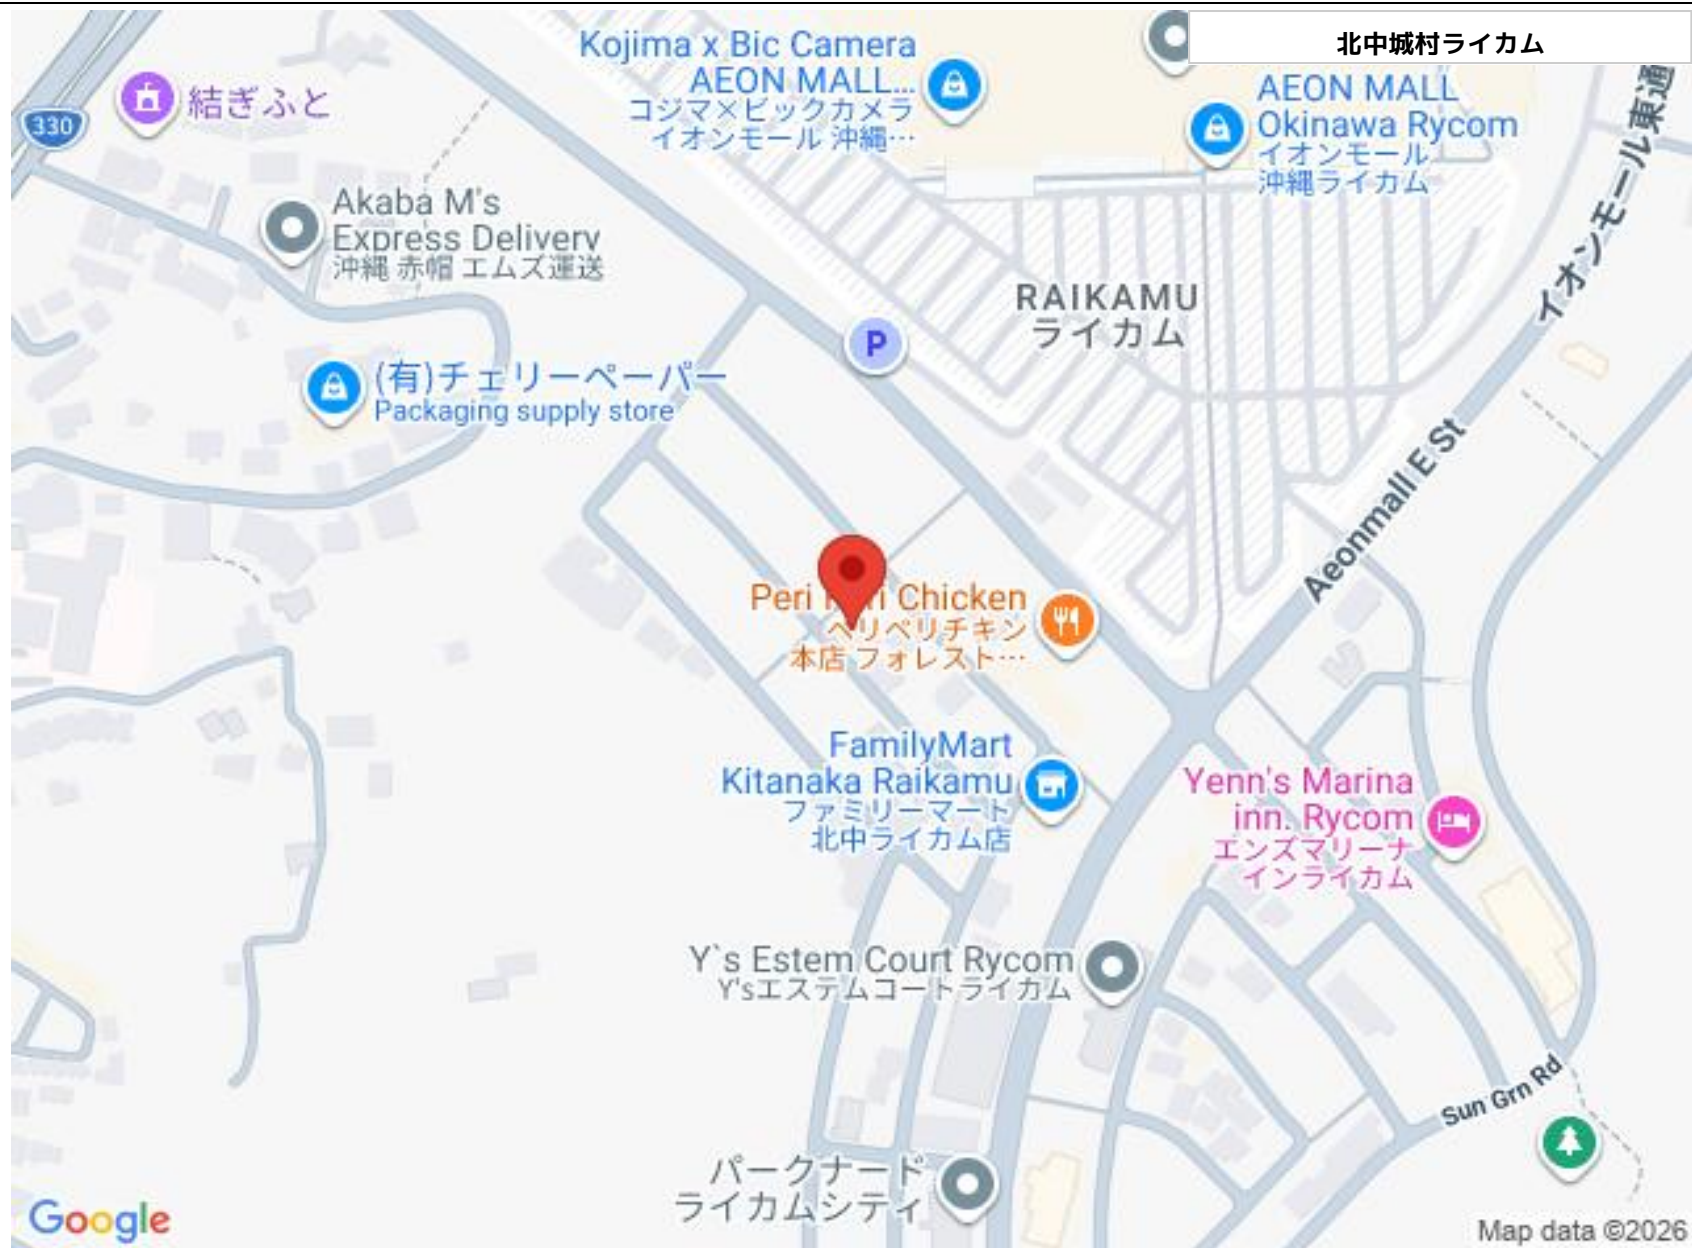 北中城村ライカム
Kojima x Bic Camera
AEON MALL...
コジマ×ビックカメラ
イオンモール 沖縄…
AEON MALL
Okinawa Rycom
イオンモール
沖縄ライカム
イオンモール東通
330
結ぎふと
Akaba M's
Express Delivery
沖縄 赤帽 エムズ運送
RAIKAMU
ライカム
P
(有)チェリーペーパー
Packaging supply store
Aeonmall E St
Peri Chicken
ペリペリチキン
本店 フォレスト…
FamilyMart
Kitanaka Raikamu
ファミリーマート
北中ライカム店
Yenn's Marina
inn. Rycom
エンズマリーナ
インライカム
Y`s Estem Court Rycom
Y'sエステムコートライカム
Sun Grn Rd
パークナード
ライカムシティ
Google
Map data ©2026